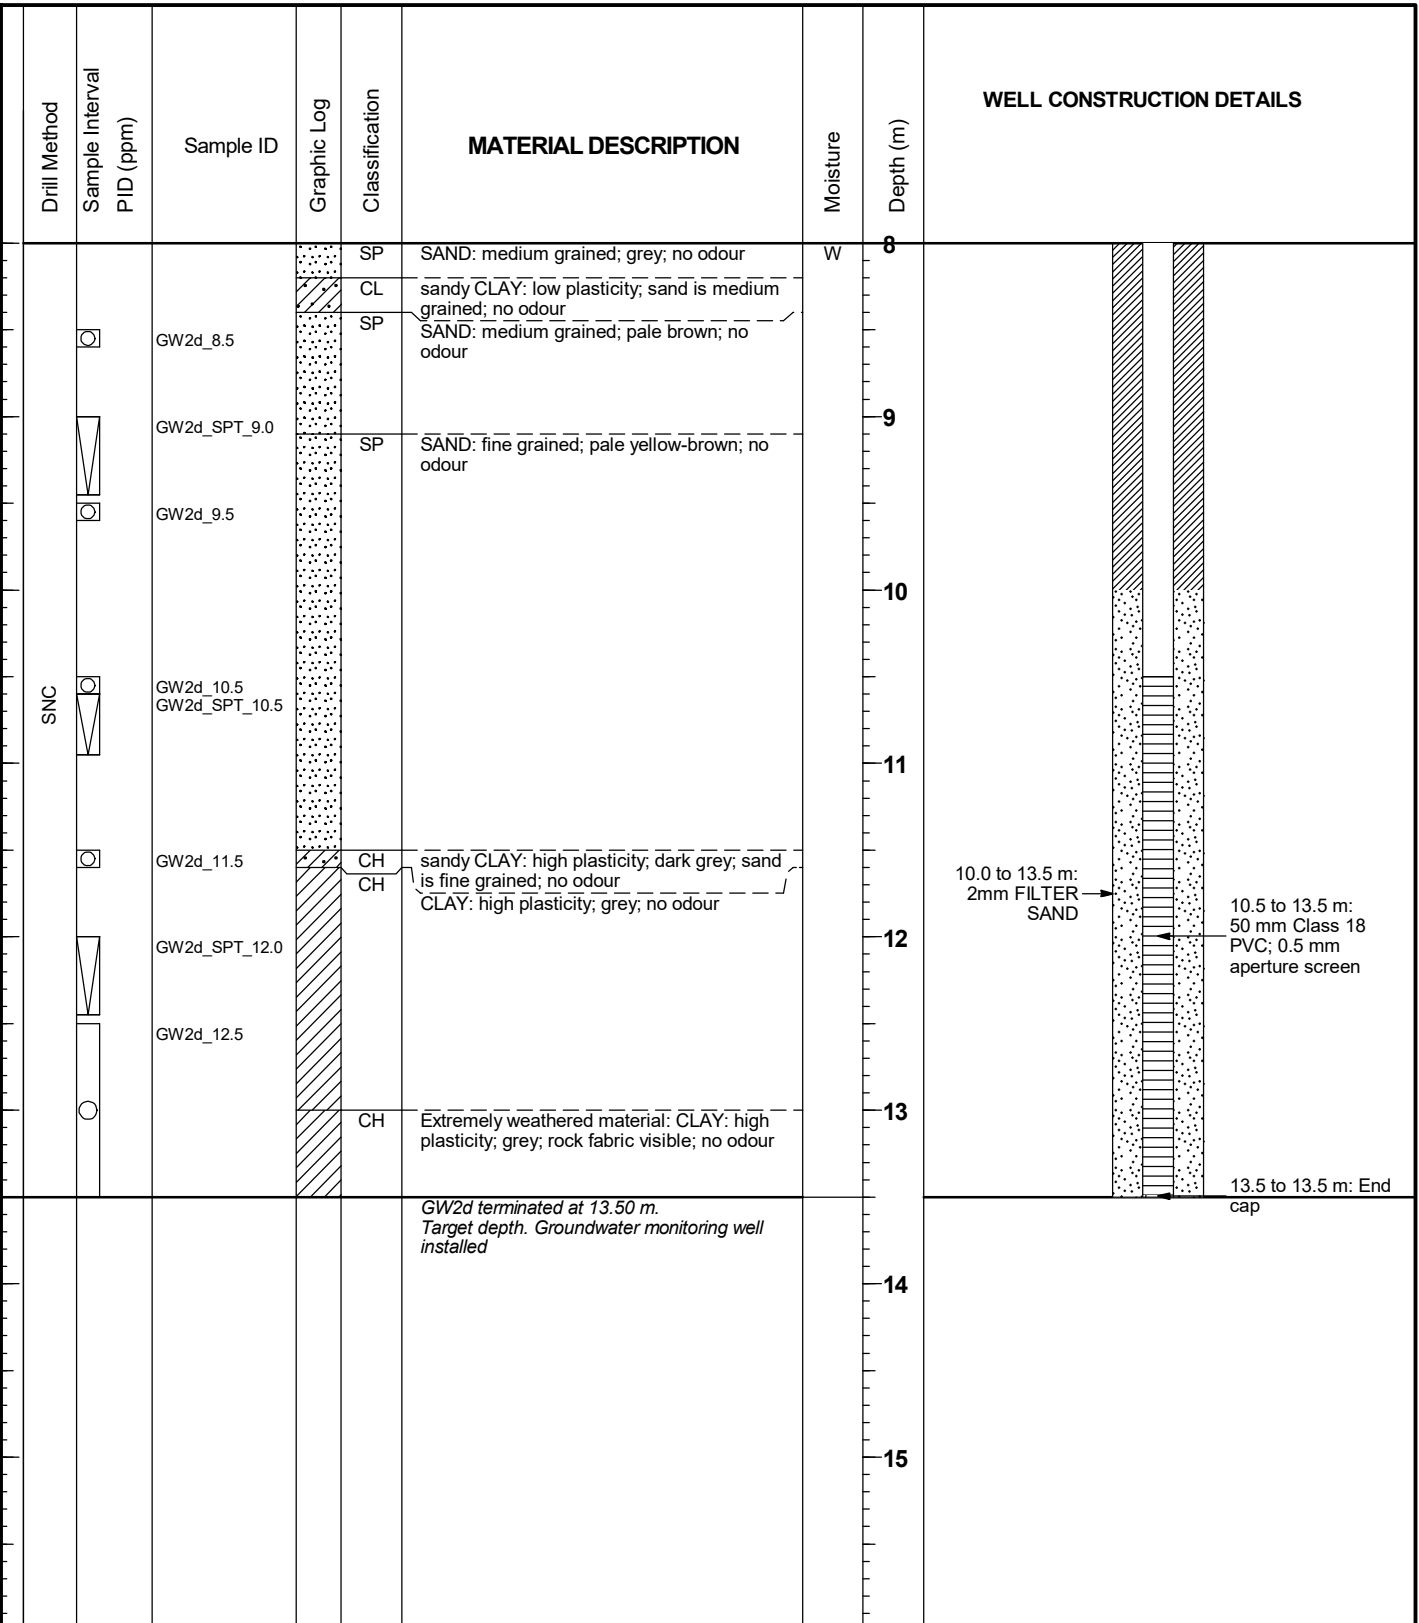 Drill Method
Sample Interval
PID (ppm)
Sample ID
Graphic Log
Classification
MATERIAL DESCRIPTION
Moisture
Depth (m)
WELL CONSTRUCTION DETAILS
SP
SAND: medium grained; grey; no odour
W
8
CL
sandy CLAY: low plasticity; sand is medium
grained; no odour
SP
SAND: medium grained; pale brown; no
odour
GW2d_8.5
9
GW2d_SPT_9.0
SP
SAND: fine grained; pale yellow-brown; no
odour
GW2d_9.5
10
SNC
GW2d_10.5
GW2d_SPT_10.5
11
GW2d_11.5
CH
sandy CLAY: high plasticity; dark grey; sand
is fine grained; no odour
CH
CLAY: high plasticity; grey; no odour
10.0 to 13.5 m:
2mm FILTER
SAND
10.5 to 13.5 m:
50 mm Class 18
PVC; 0.5 mm
aperture screen
12
GW2d_SPT_12.0
GW2d_12.5
13
CH
Extremely weathered material: CLAY: high
plasticity; grey; rock fabric visible; no odour
13.5 to 13.5 m: End
cap
GW2d terminated at 13.50 m.
Target depth. Groundwater monitoring well
installed
14
15